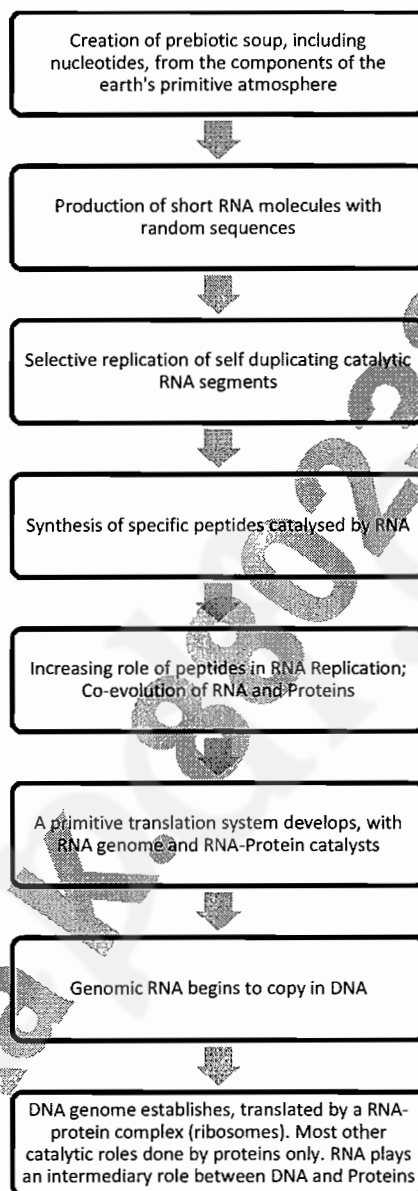 Creation of prebiotic soup, including
nucleotides, from the components of the
earth's primitive atmosphere
Production of short RNA molecules with
random sequences
Selective replication of self duplicating catalytic
RNA segments
Synthesis of specific peptides catalysed by RNA
Increasing role of peptides in RNA Replication;
Co-evolution of RNA and Proteins
A primitive translation system develops, with
RNA genome and RNA-Protein catalysts
Genomic RNA begins to copy in DNA
DNA genome establishes, translated by a RNA-
protein complex (ribosomes). Most other
catalytic roles done by proteins only. RNA plays
an intermediary role between DNA and Proteins